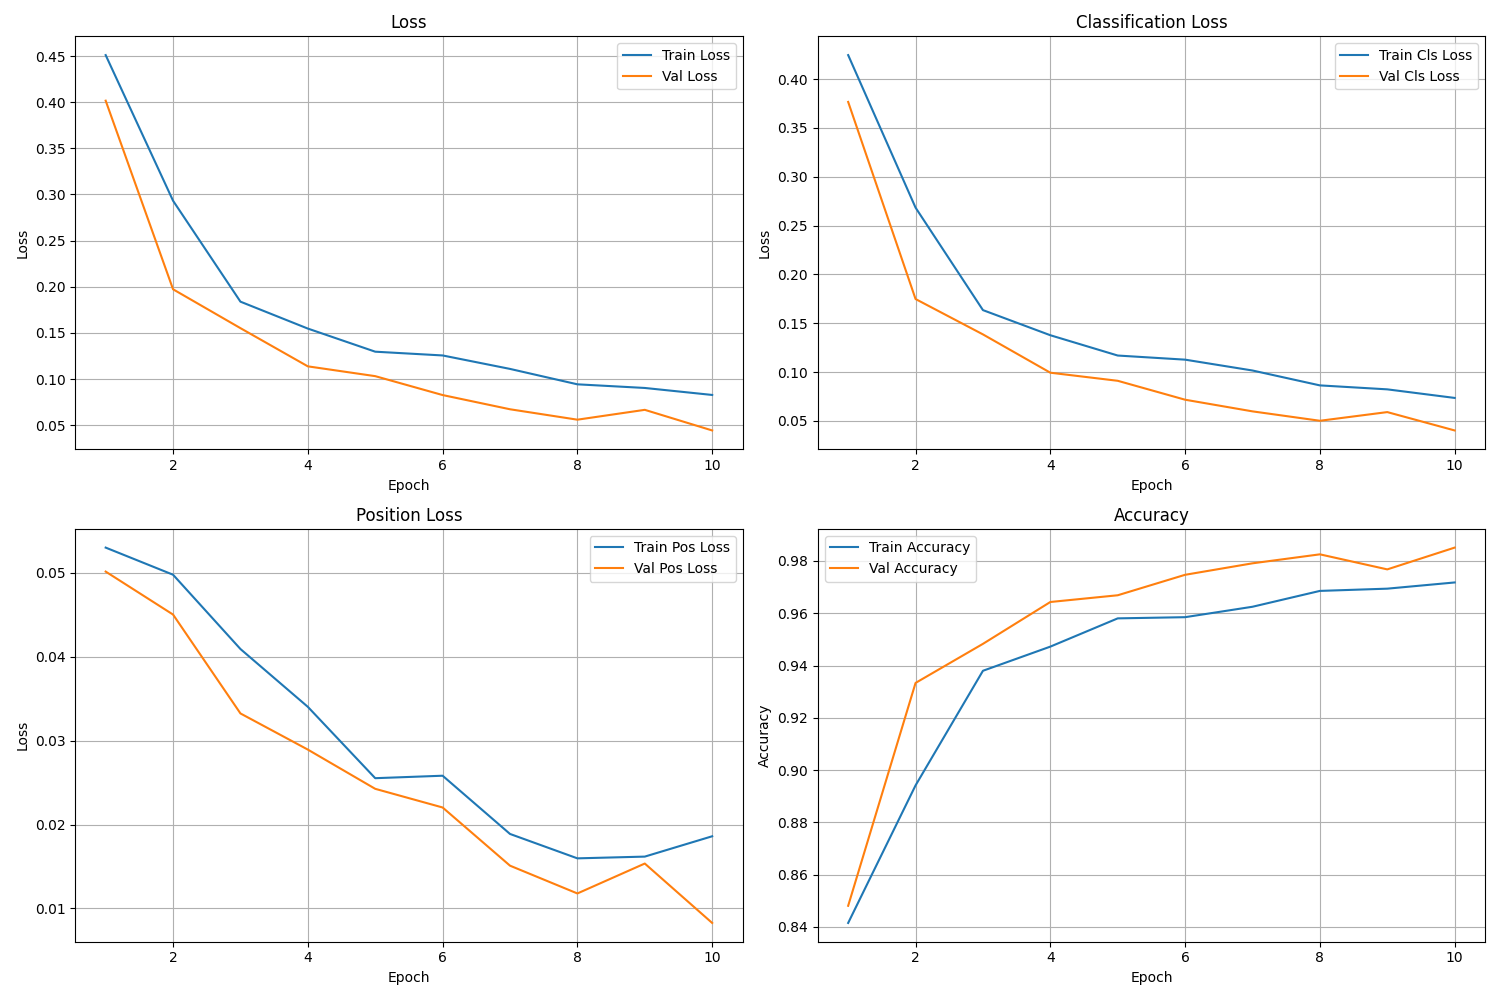 Loss
Train Loss
Val Loss
0.45
0.40
0.35
0.30
0.25
0.20
0.15
0.10
0.05
Loss
2 4 6 8 10
Epoch
Classification Loss
Train Cls Loss
Val Cls Loss
0.40
0.35
0.30
0.25
0.20
0.15
0.10
0.05
Loss
2 4 6 8 10
Epoch
Position Loss
Train Pos Loss
Val Pos Loss
0.05
0.04
0.03
0.02
0.01
Loss
2 4 6 8 10
Epoch
Accuracy
Train Accuracy
Val Accuracy
0.98
0.96
0.94
0.92
0.90
0.88
0.86
0.84
Accuracy
2 4 6 8 10
Epoch